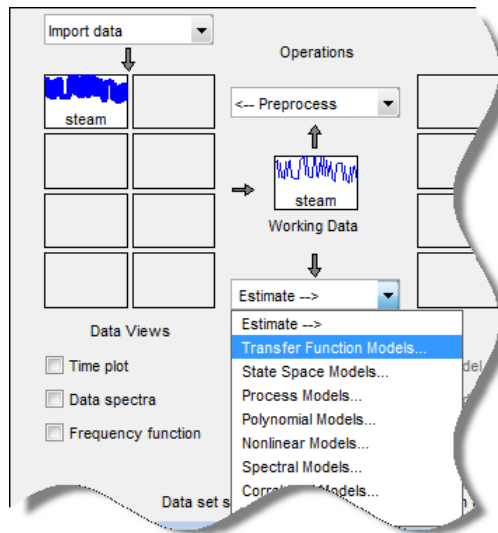 Import data
Operations
steam
<-- Preprocess
steam
Working Data
Estimate -->
Estimate -->
Transfer Function Models...
State Space Models...
Process Models...
Polynomial Models...
Nonlinear Models...
Spectral Models...
Models...
Data Views
Time plot
Data spectra
Frequency function
Data set